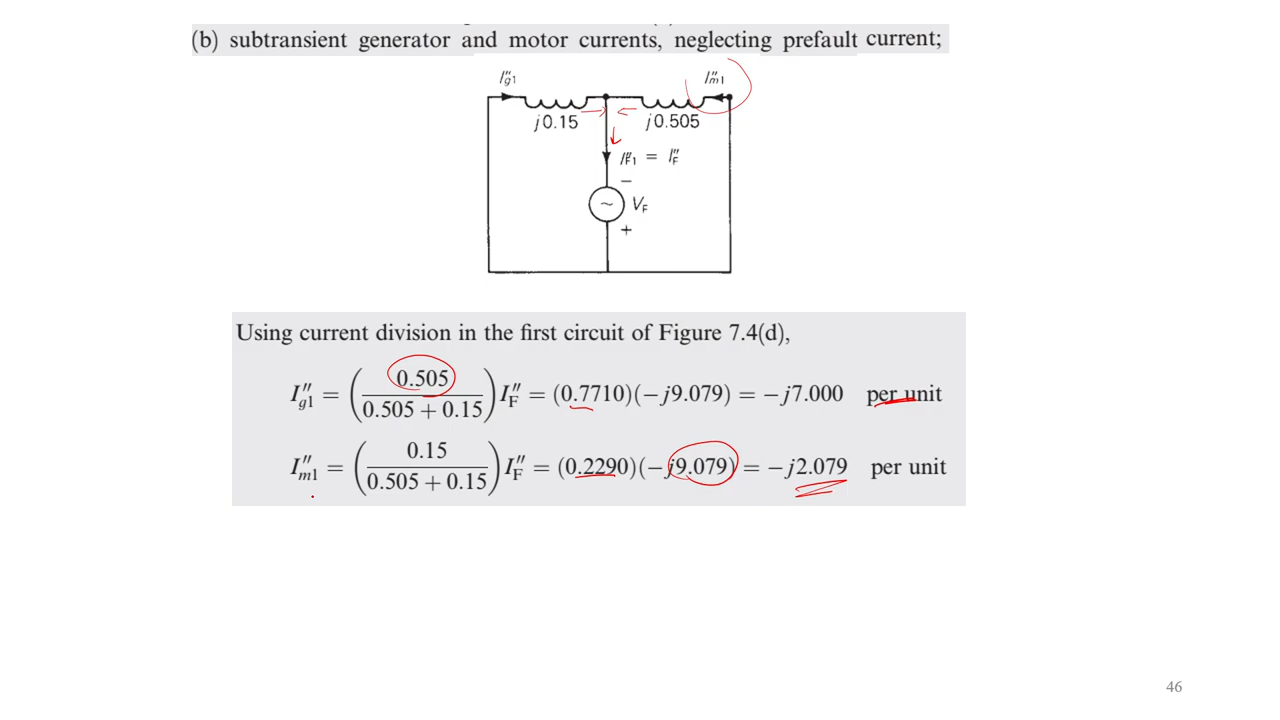 (b) subtransient generator and motor currents, neglecting prefault current;
I″g1
I″m1
j0.15
j0.505
I″F1 = I″F
−
~
VF
+
Using current division in the first circuit of Figure 7.4(d),
I″g1 = (0.505 / (0.505 + 0.15)) I″F = (0.7710)(−j9.079) = −j7.000 per unit
I″m1 = (0.15 / (0.505 + 0.15)) I″F = (0.2290)(−j9.079) = −j2.079 per unit
46